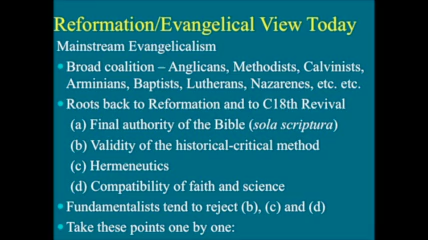 Reformation/Evangelical View Today
Mainstream Evangelicalism
• Broad coalition – Anglicans, Methodists, Calvinists,
Arminians, Baptists, Lutherans, Nazarenes, etc. etc.
• Roots back to Reformation and to C18th Revival
(a) Final authority of the Bible (sola scriptura)
(b) Validity of the historical-critical method
(c) Hermeneutics
(d) Compatibility of faith and science
• Fundamentalists tend to reject (b), (c) and (d)
• Take these points one by one: